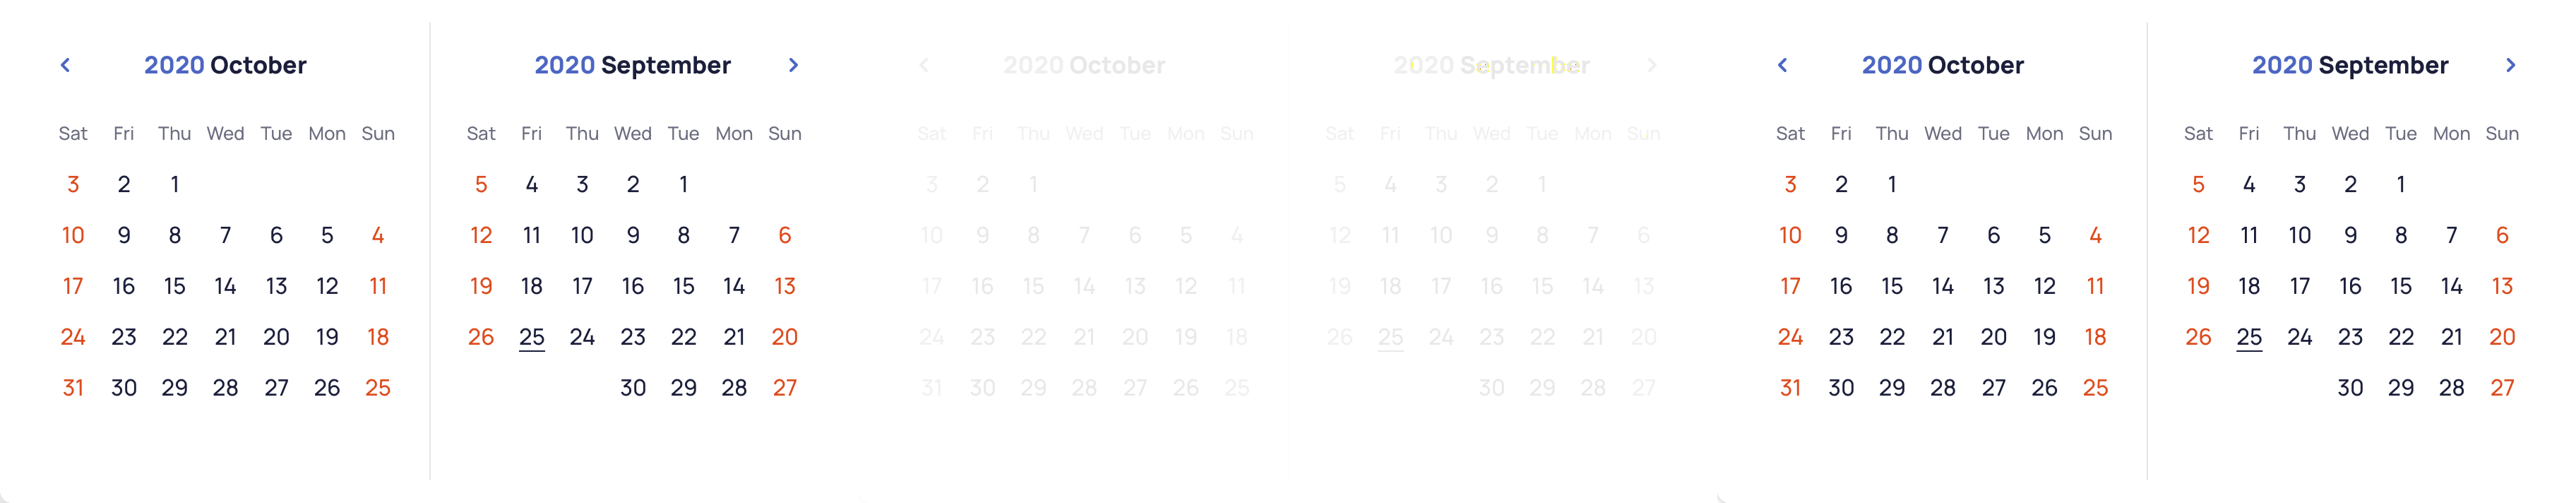 2020 October
Sat Fri Thu Wed Tue Mon Sun
3 2 1
10 9 8 7 6 5 4
17 16 15 14 13 12 11
24 23 22 21 20 19 18
31 30 29 28 27 26 25
2020 September
Sat Fri Thu Wed Tue Mon Sun
5 4 3 2 1
12 11 10 9 8 7 6
19 18 17 16 15 14 13
26 25 24 23 22 21 20
30 29 28 27
2020 October
Sat Fri Thu Wed Tue Mon Sun
3 2 1
10 9 8 7 6 5 4
17 16 15 14 13 12 11
24 23 22 21 20 19 18
31 30 29 28 27 26 25
2020 September
Sat Fri Thu Wed Tue Mon Sun
5 4 3 2 1
12 11 10 9 8 7 6
19 18 17 16 15 14 13
26 25 24 23 22 21 20
30 29 28 27
2020 October
Sat Fri Thu Wed Tue Mon Sun
3 2 1
10 9 8 7 6 5 4
17 16 15 14 13 12 11
24 23 22 21 20 19 18
31 30 29 28 27 26 25
2020 September
Sat Fri Thu Wed Tue Mon Sun
5 4 3 2 1
12 11 10 9 8 7 6
19 18 17 16 15 14 13
26 25 24 23 22 21 20
30 29 28 27